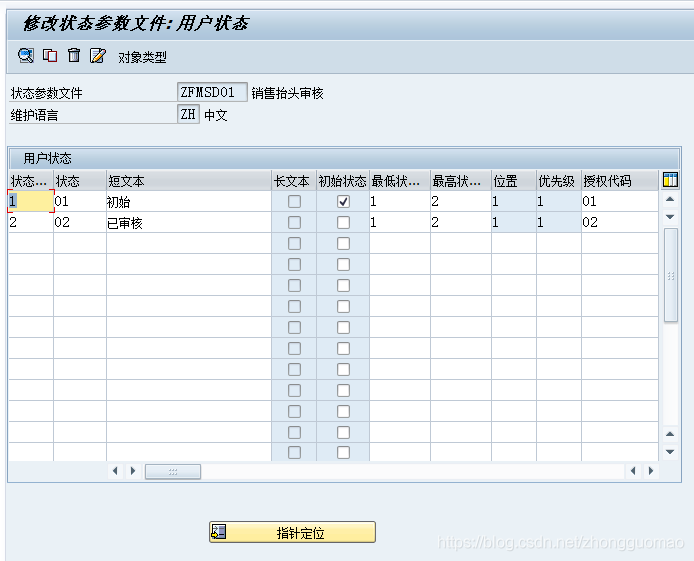 修改状态参数文件:用户状态
对象类型
状态参数文件 ZFMSD01 销售抬头审核
维护语言 ZH 中文
用户状态
状态... 状态 短文本 长文本 初始状态 最低状... 最高状... 位置 优先级 授权代码
1 01 初始 1 2 1 1 01
2 02 已审核 1 2 1 1 02
指针定位
https://blog.csdn.net/zhongguomao